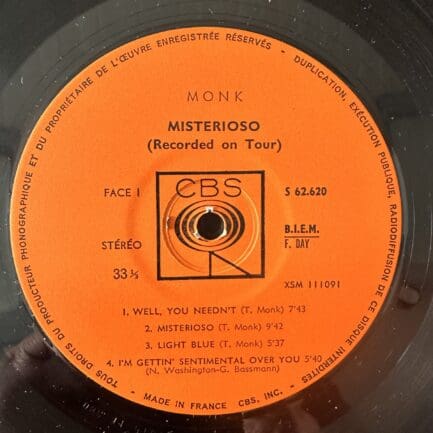 TOUS DROITS DU PRODUCTEUR PHONOGRAPHIQUE ET DU PROPRIÉTAIRE DE L'ŒUVRE ENREGISTRÉE RÉSERVÉS - DUPLICATION, EXÉCUTION PUBLIQUE, RADIODIFFUSION DE CE DISQUE INTERDITES
MONK
MISTERIOSO
(Recorded on Tour)
FACE I
CBS
S 62.620
STÉRÉO
B.I.E.M.
F. DAY
33 ⅓
XSM 111091
1. WELL, YOU NEEDN'T (T. Monk) 7'43
2. MISTERIOSO (T. Monk) 9'42
3. LIGHT BLUE (T. Monk) 5'37
4. I'M GETTIN' SENTIMENTAL OVER YOU 5'40
(N. Washington-G. Bassmann)
MADE IN FRANCE CBS, INC.